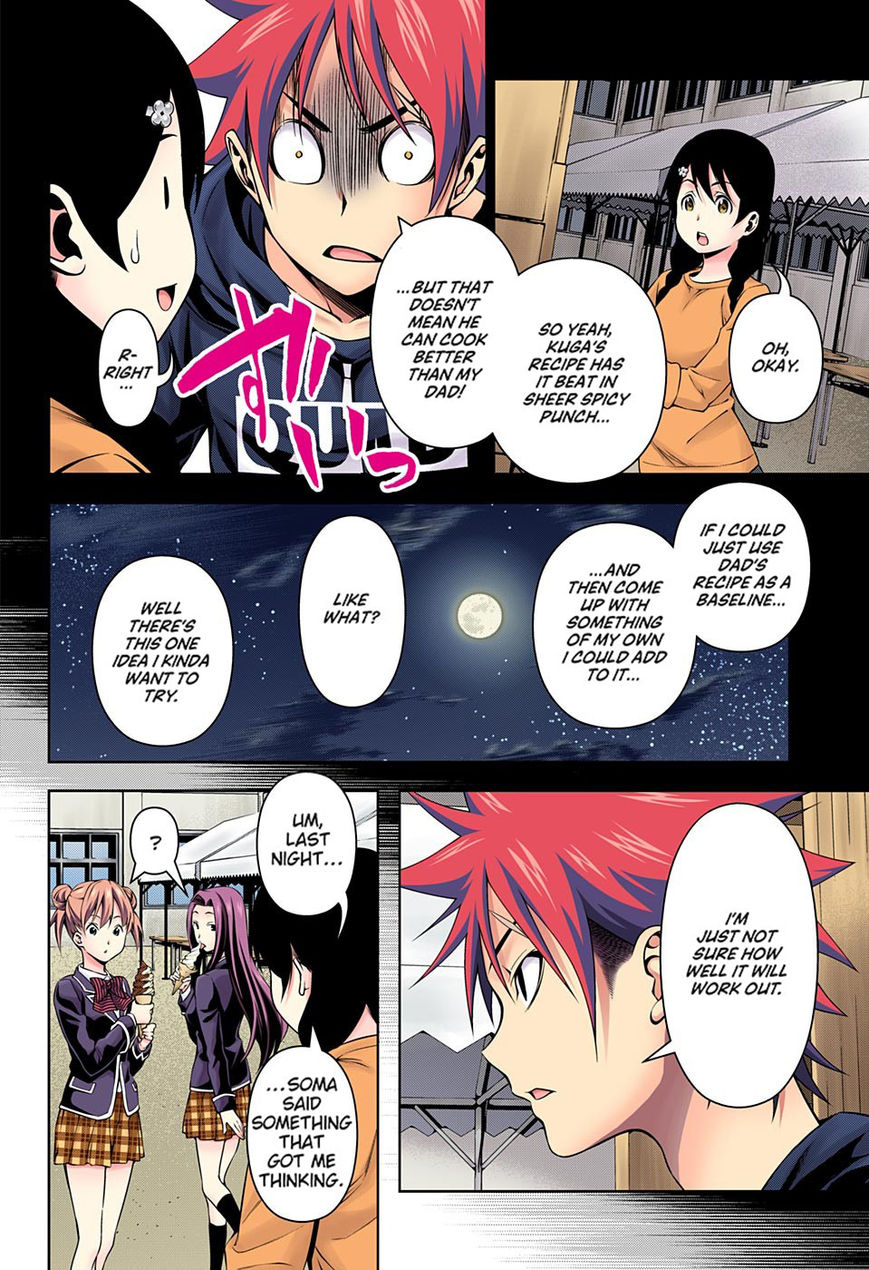 OH,
OKAY.
SO YEAH,
KUGA'S
RECIPE HAS
IT BEAT IN
SHEER SPICY
PUNCH...
...BUT THAT
DOESN'T
MEAN HE
CAN COOK
BETTER
THAN MY
DAD!
R-
RIGHT
...
ずいっ
IF I COULD
JUST USE
DAD'S
RECIPE AS A
BASELINE...
...AND
THEN COME
UP WITH
SOMETHING
OF MY OWN
I COULD ADD
TO IT...
LIKE
WHAT?
WELL
THERE'S
THIS ONE
IDEA I KINDA
WANT TO
TRY.
I'M
JUST NOT
SURE HOW
WELL IT WILL
WORK OUT.
UM,
LAST
NIGHT...
?
...SOMA
SAID
SOMETHING
THAT
GOT ME
THINKING.